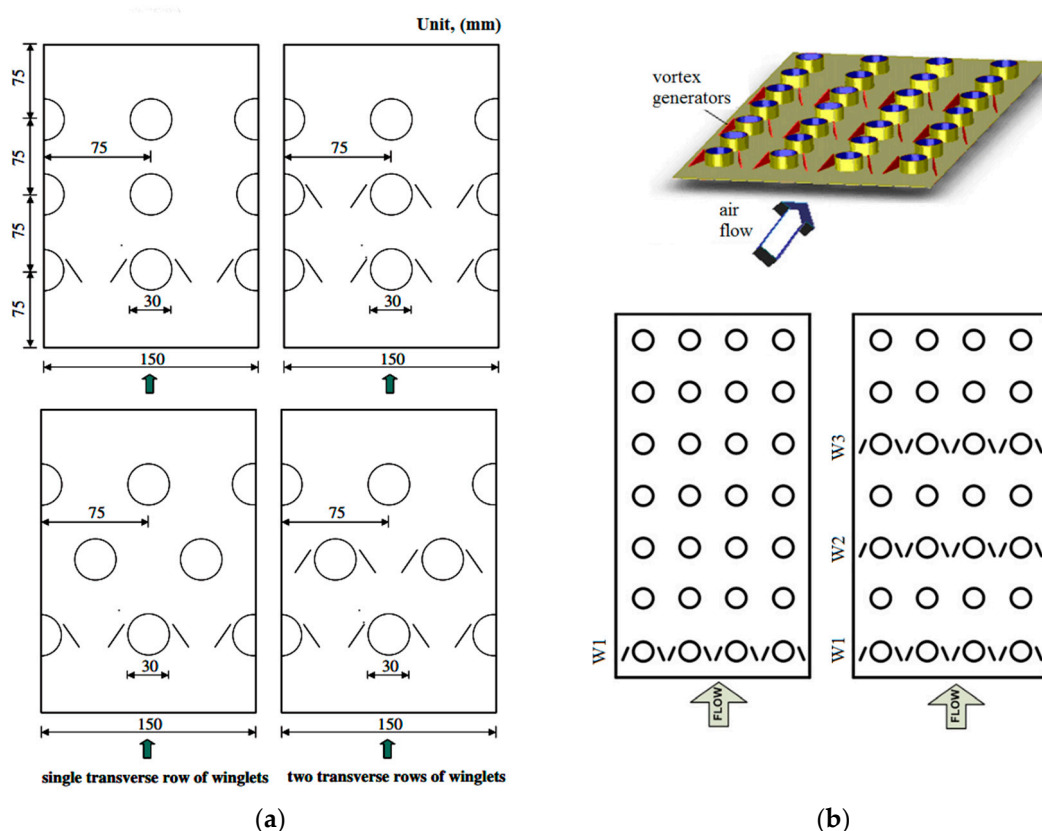 Unit, (mm)
75
75
75
75
75
75
30
30
150
150
75
75
30
30
150
150
single transverse row of winglets
two transverse rows of winglets
(a)
vortex
generators
air
flow
W1
W3
W2
W1
FLOW
FLOW
(b)